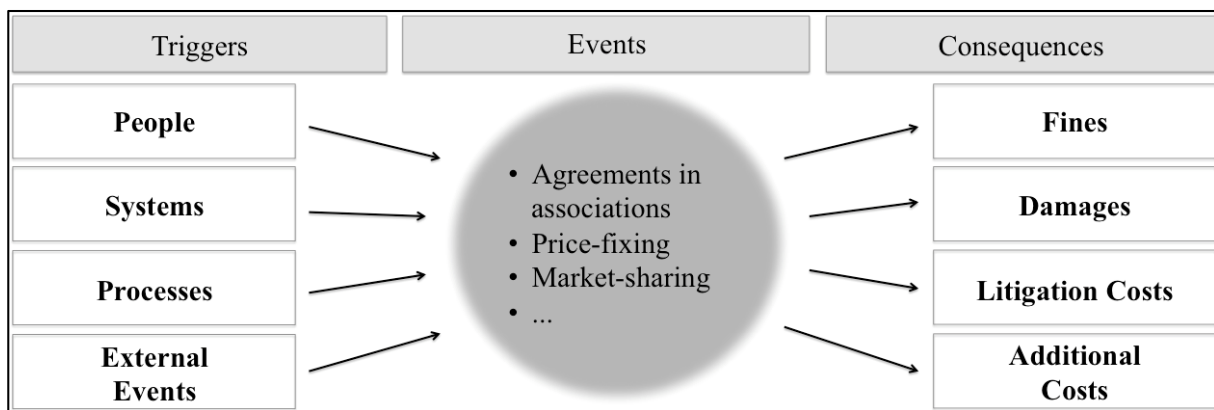 Triggers
Events
Consequences
People
Systems
Processes
External
Events
• Agreements in
associations
• Price-fixing
• Market-sharing
• ...
Fines
Damages
Litigation Costs
Additional
Costs